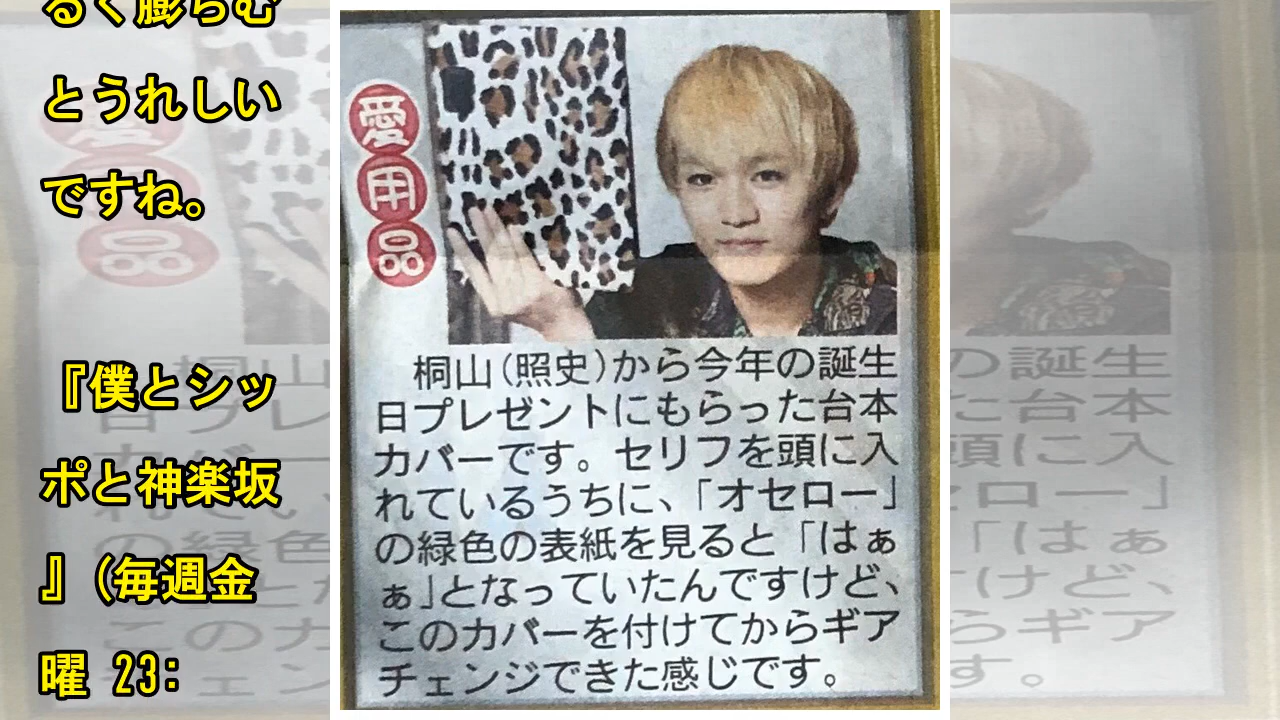 るく膨らむ
とうれしい
ですね。
『僕とシッ
ポと神楽坂
』(毎週金
曜 23:
愛用品
桐山(照史)から今年の誕生
日プレゼントにもらった台本
カバーです。セリフを頭に入
れているうちに、「オセロー」
の緑色の表紙を見ると「はぁ
ぁ」となっていたんですけど、
このカバーを付けてからギア
チェンジできた感じです。